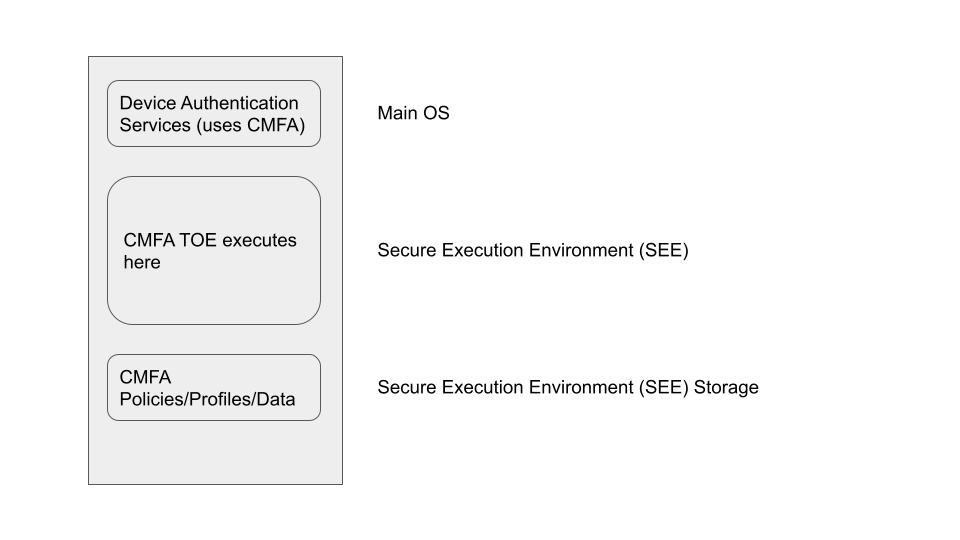 Device Authentication
Services (uses CMFA)
Main OS
CMFA TOE executes
here
Secure Execution Environment (SEE)
CMFA
Policies/Profiles/Data
Secure Execution Environment (SEE) Storage